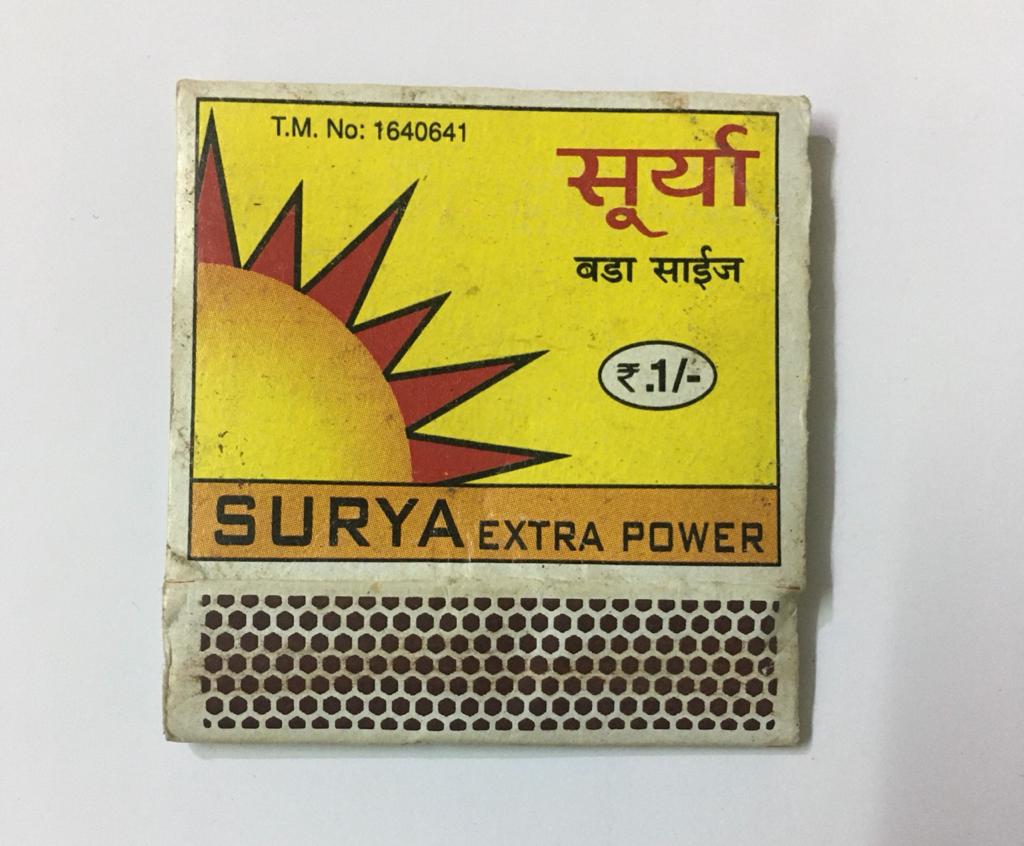 T.M. No: 1640641
सूर्या
बडा साईज
₹.1/-
SURYA EXTRA POWER